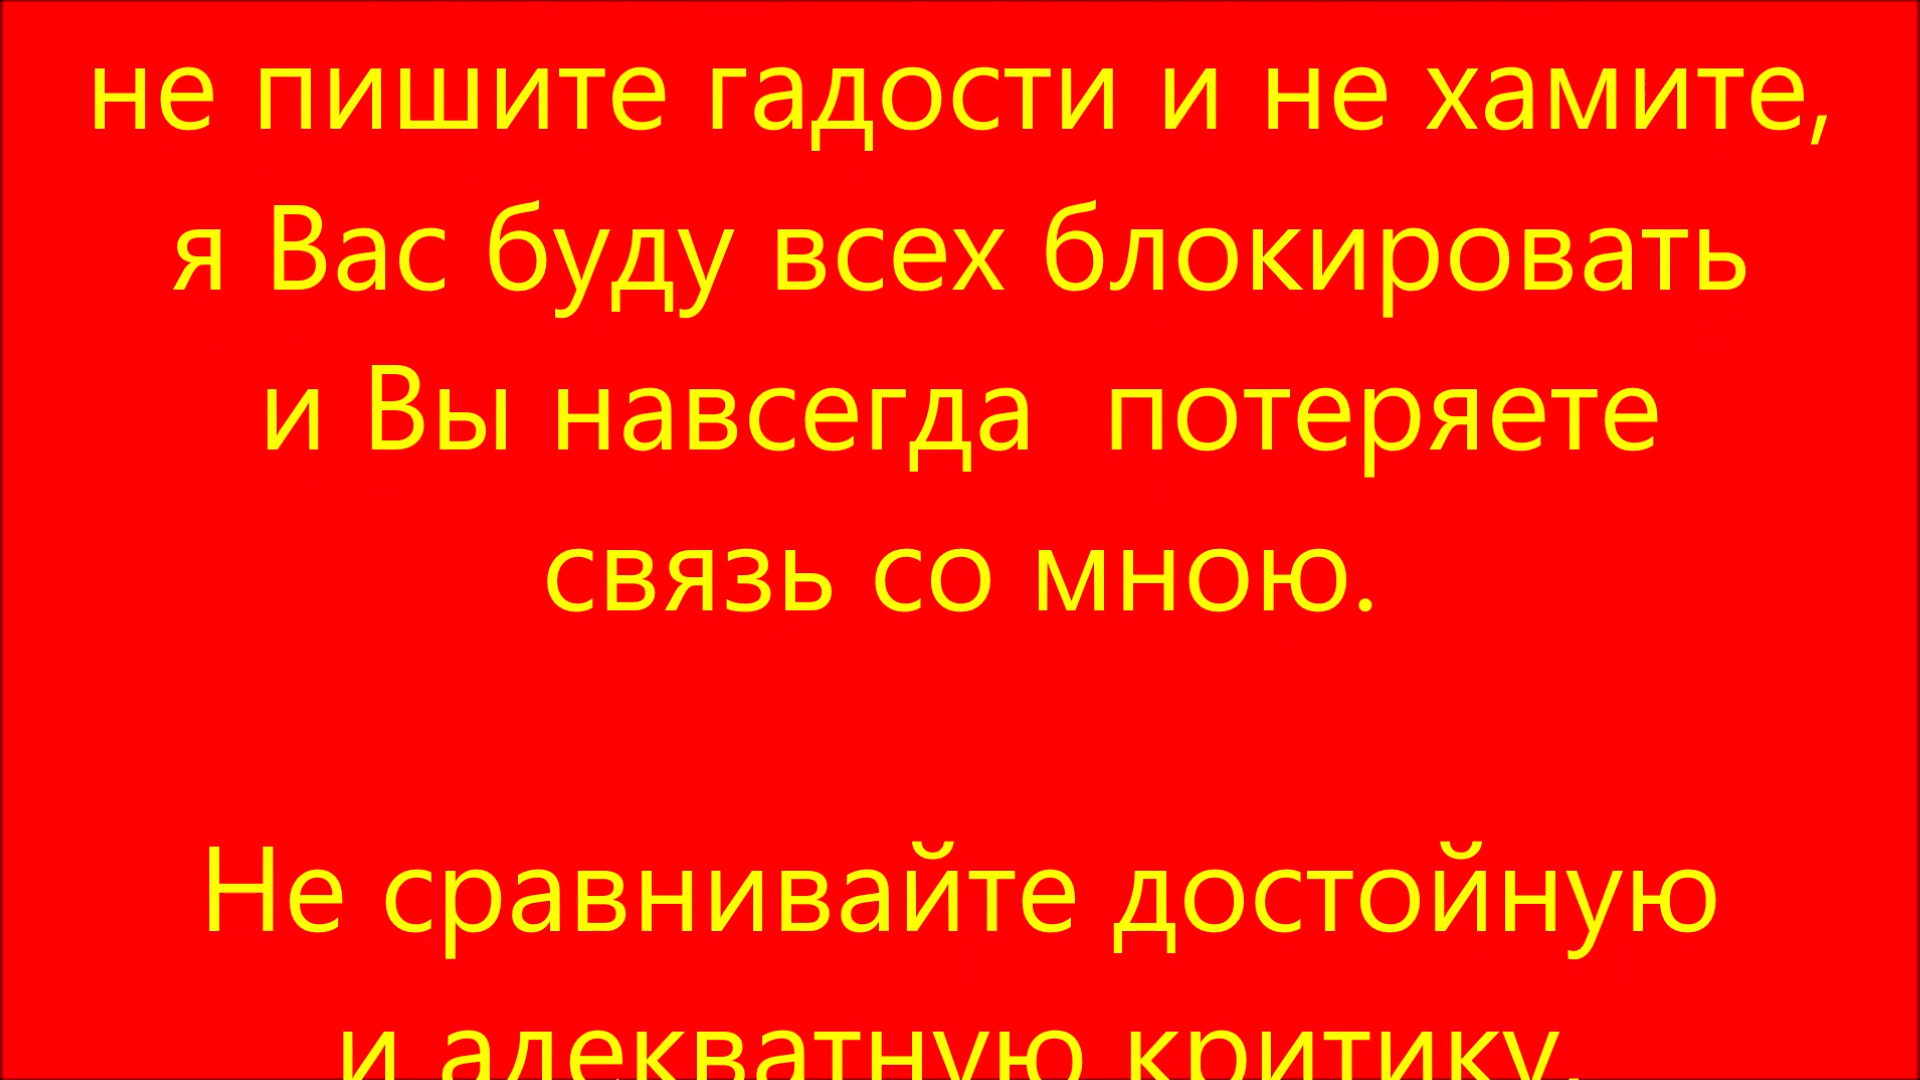 не пишите гадости и не хамите,
я Вас буду всех блокировать
и Вы навсегда потеряете
связь со мною.
Не сравнивайте достойную
и адекватную критику,